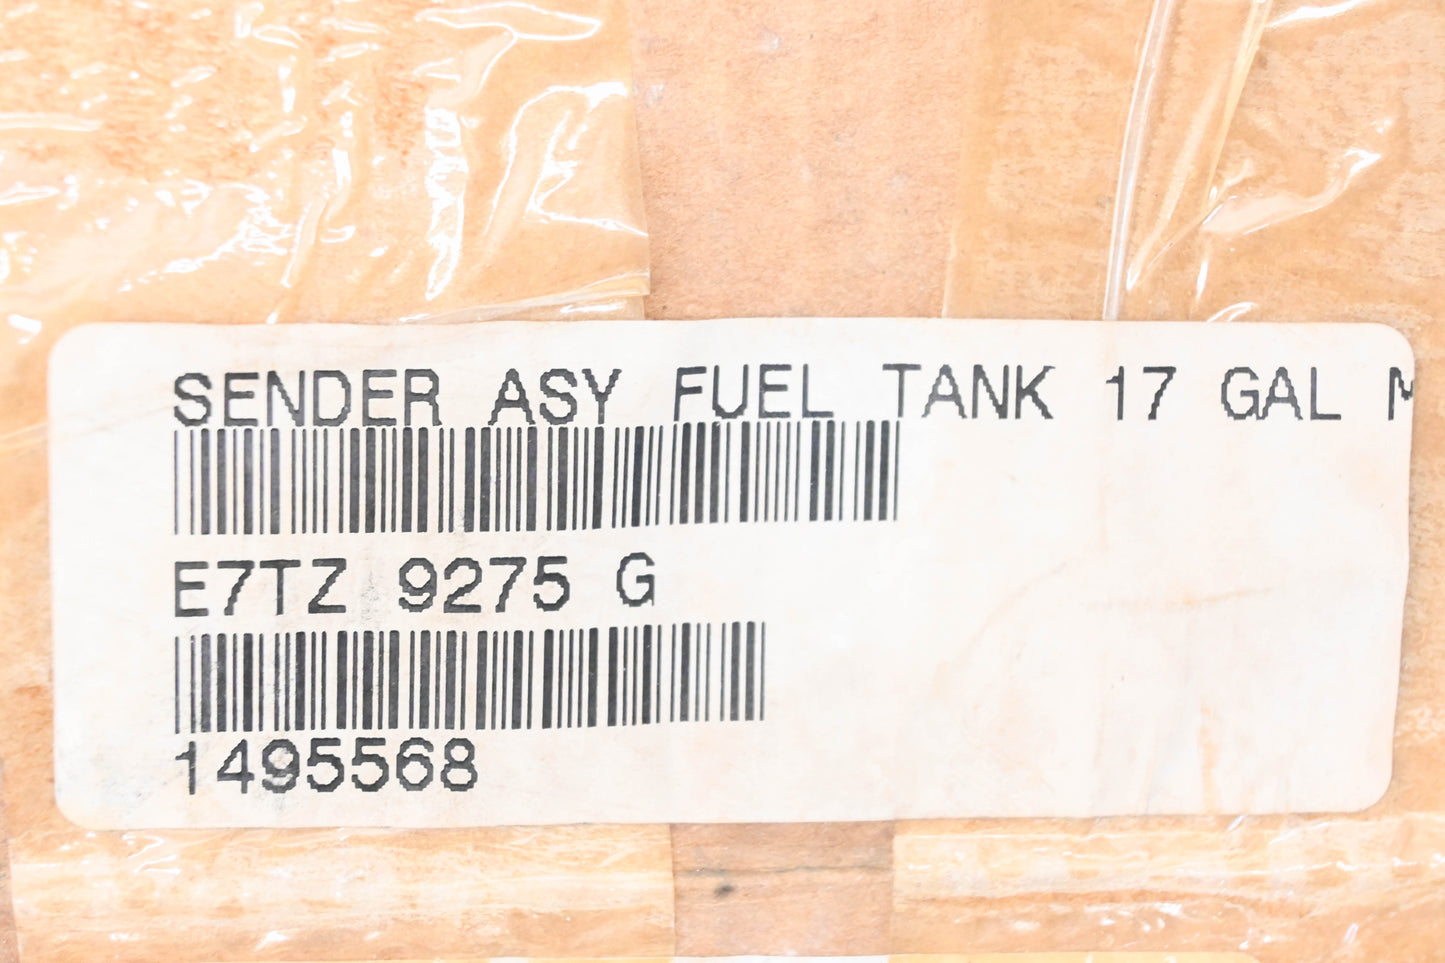 SENDER ASY FUEL TANK 17 GAL M
E7TZ 9275 G
1495568